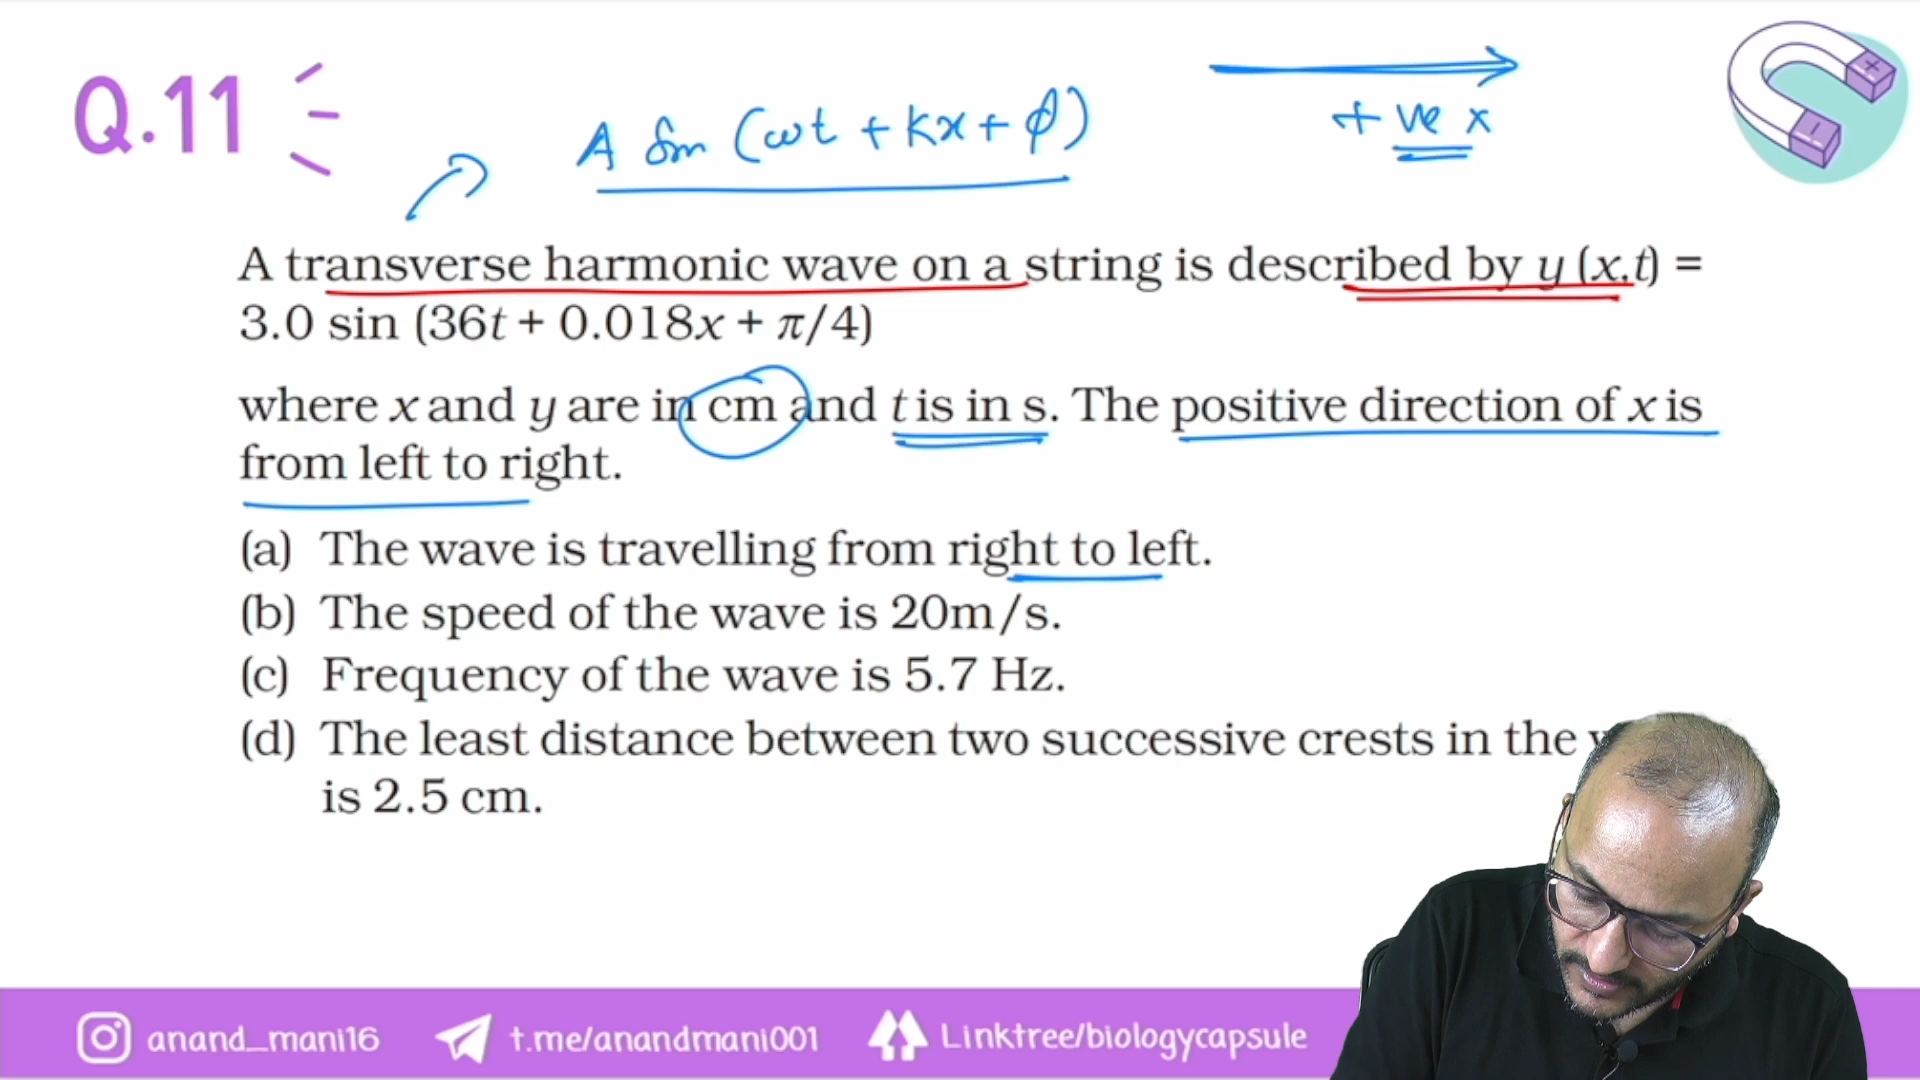 Q.11
A sin (ωt + kx + ϕ)
+ve x
A transverse harmonic wave on a string is described by y (x,t) =
3.0 sin (36t + 0.018x + π/4)
where x and y are in cm and t is in s. The positive direction of x is
from left to right.
(a) The wave is travelling from right to left.
(b) The speed of the wave is 20m/s.
(c) Frequency of the wave is 5.7 Hz.
(d) The least distance between two successive crests in the
is 2.5 cm.
anand_mani16
t.me/anandmani001
Linktree/biologycapsule